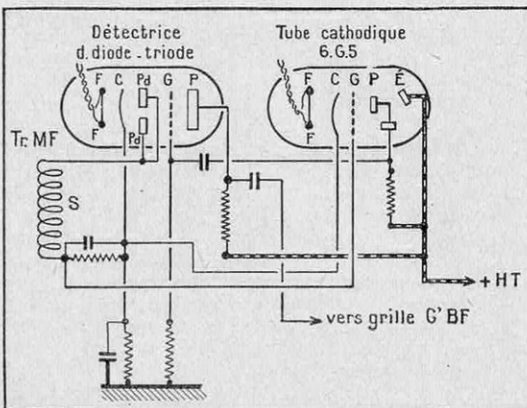 Détectrice
d. diode - triode
Tube cathodique
6.G.5
F C Pd G P
F C G P É
F
Pd
F
Tr. MF
S
+ HT
vers grille G' BF